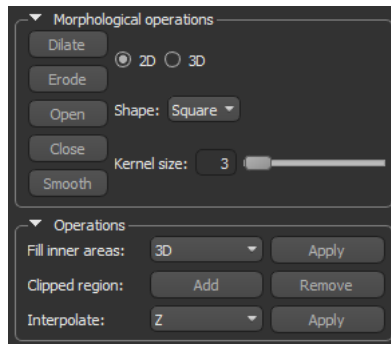 Morphological operations
Dilate
2D 3D
Erode
Open
Shape: Square
Close
Kernel size: 3
Smooth
Operations
Fill inner areas: 3D Apply
Clipped region: Add Remove
Interpolate: Z Apply